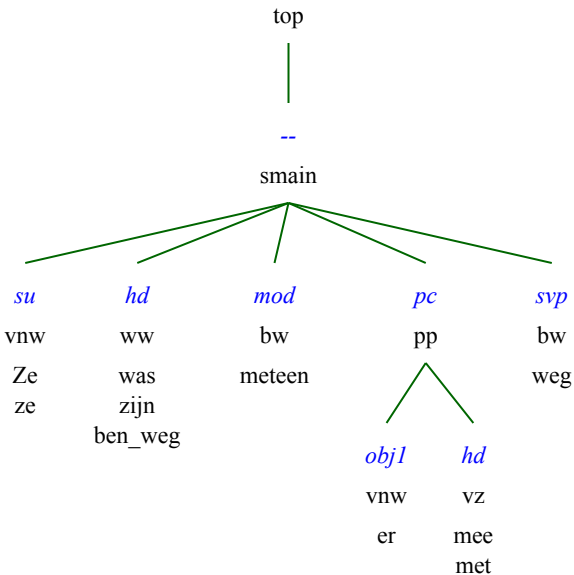 top
--
smain
su hd mod pc svp
vnw ww bw pp bw
Ze was meteen weg
ze zijn
ben_weg
obj1 hd
vnw vz
er mee
met